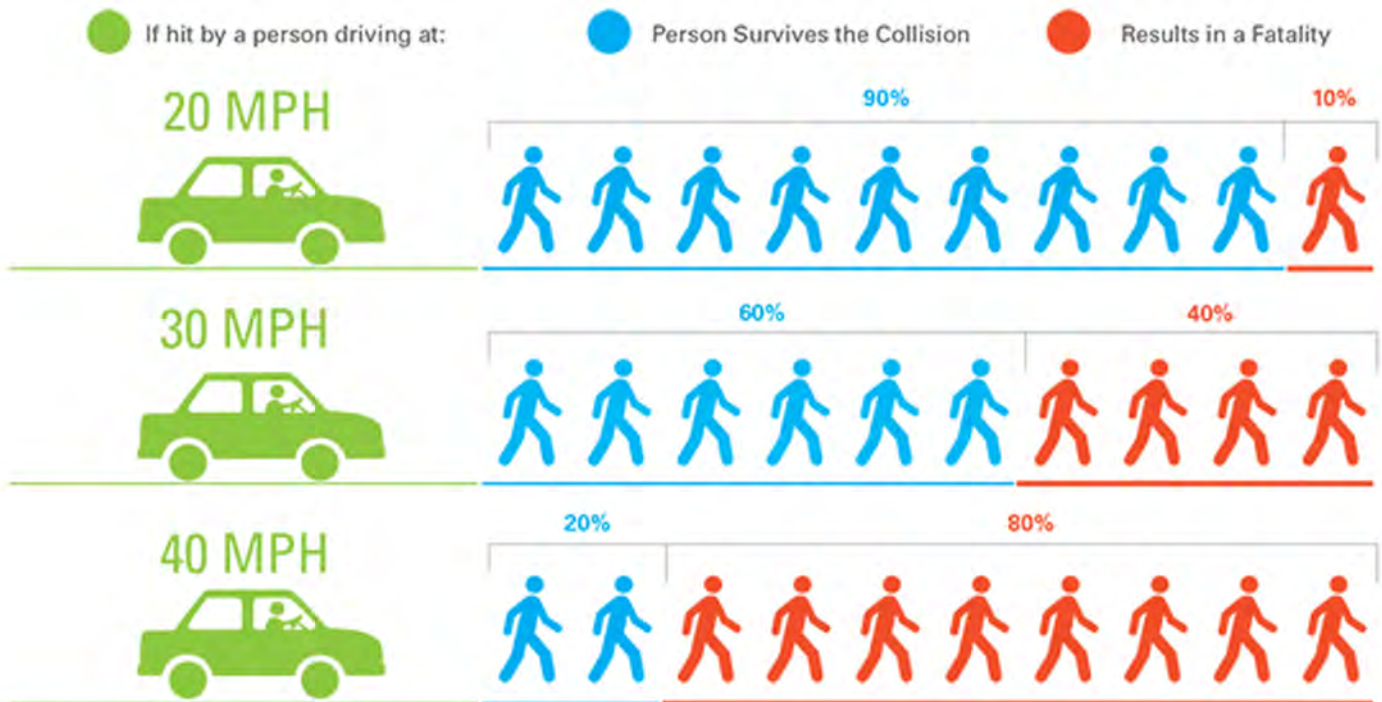 If hit by a person driving at:
Person Survives the Collision
Results in a Fatality
20 MPH
90%
10%
30 MPH
60%
40%
40 MPH
20%
80%